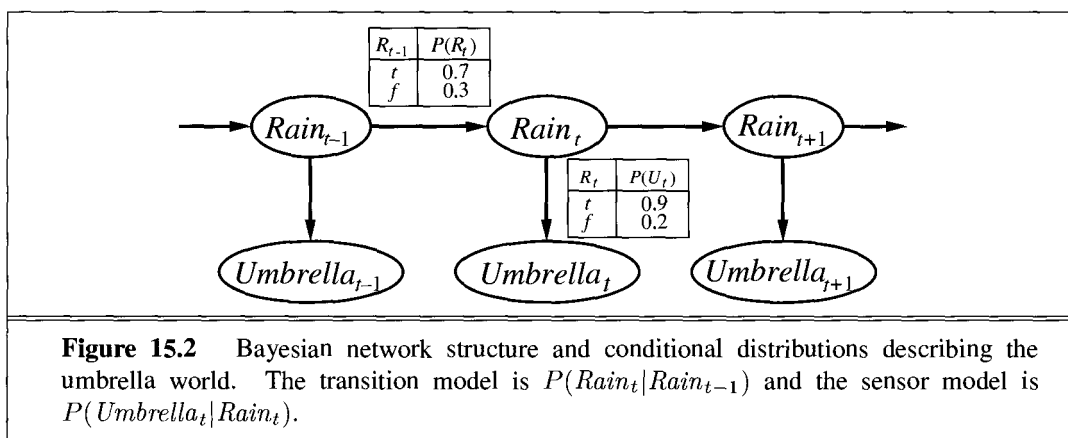 R_{t-1} P(R_t)
t 0.7
f 0.3
Rain_{t-1} Rain_t Rain_{t+1}
R_t P(U_t)
t 0.9
f 0.2
Umbrella_{t-1} Umbrella_t Umbrella_{t+1}
Figure 15.2 Bayesian network structure and conditional distributions describing the
umbrella world. The transition model is P(Rain_t|Rain_{t-1}) and the sensor model is
P(Umbrella_t|Rain_t).